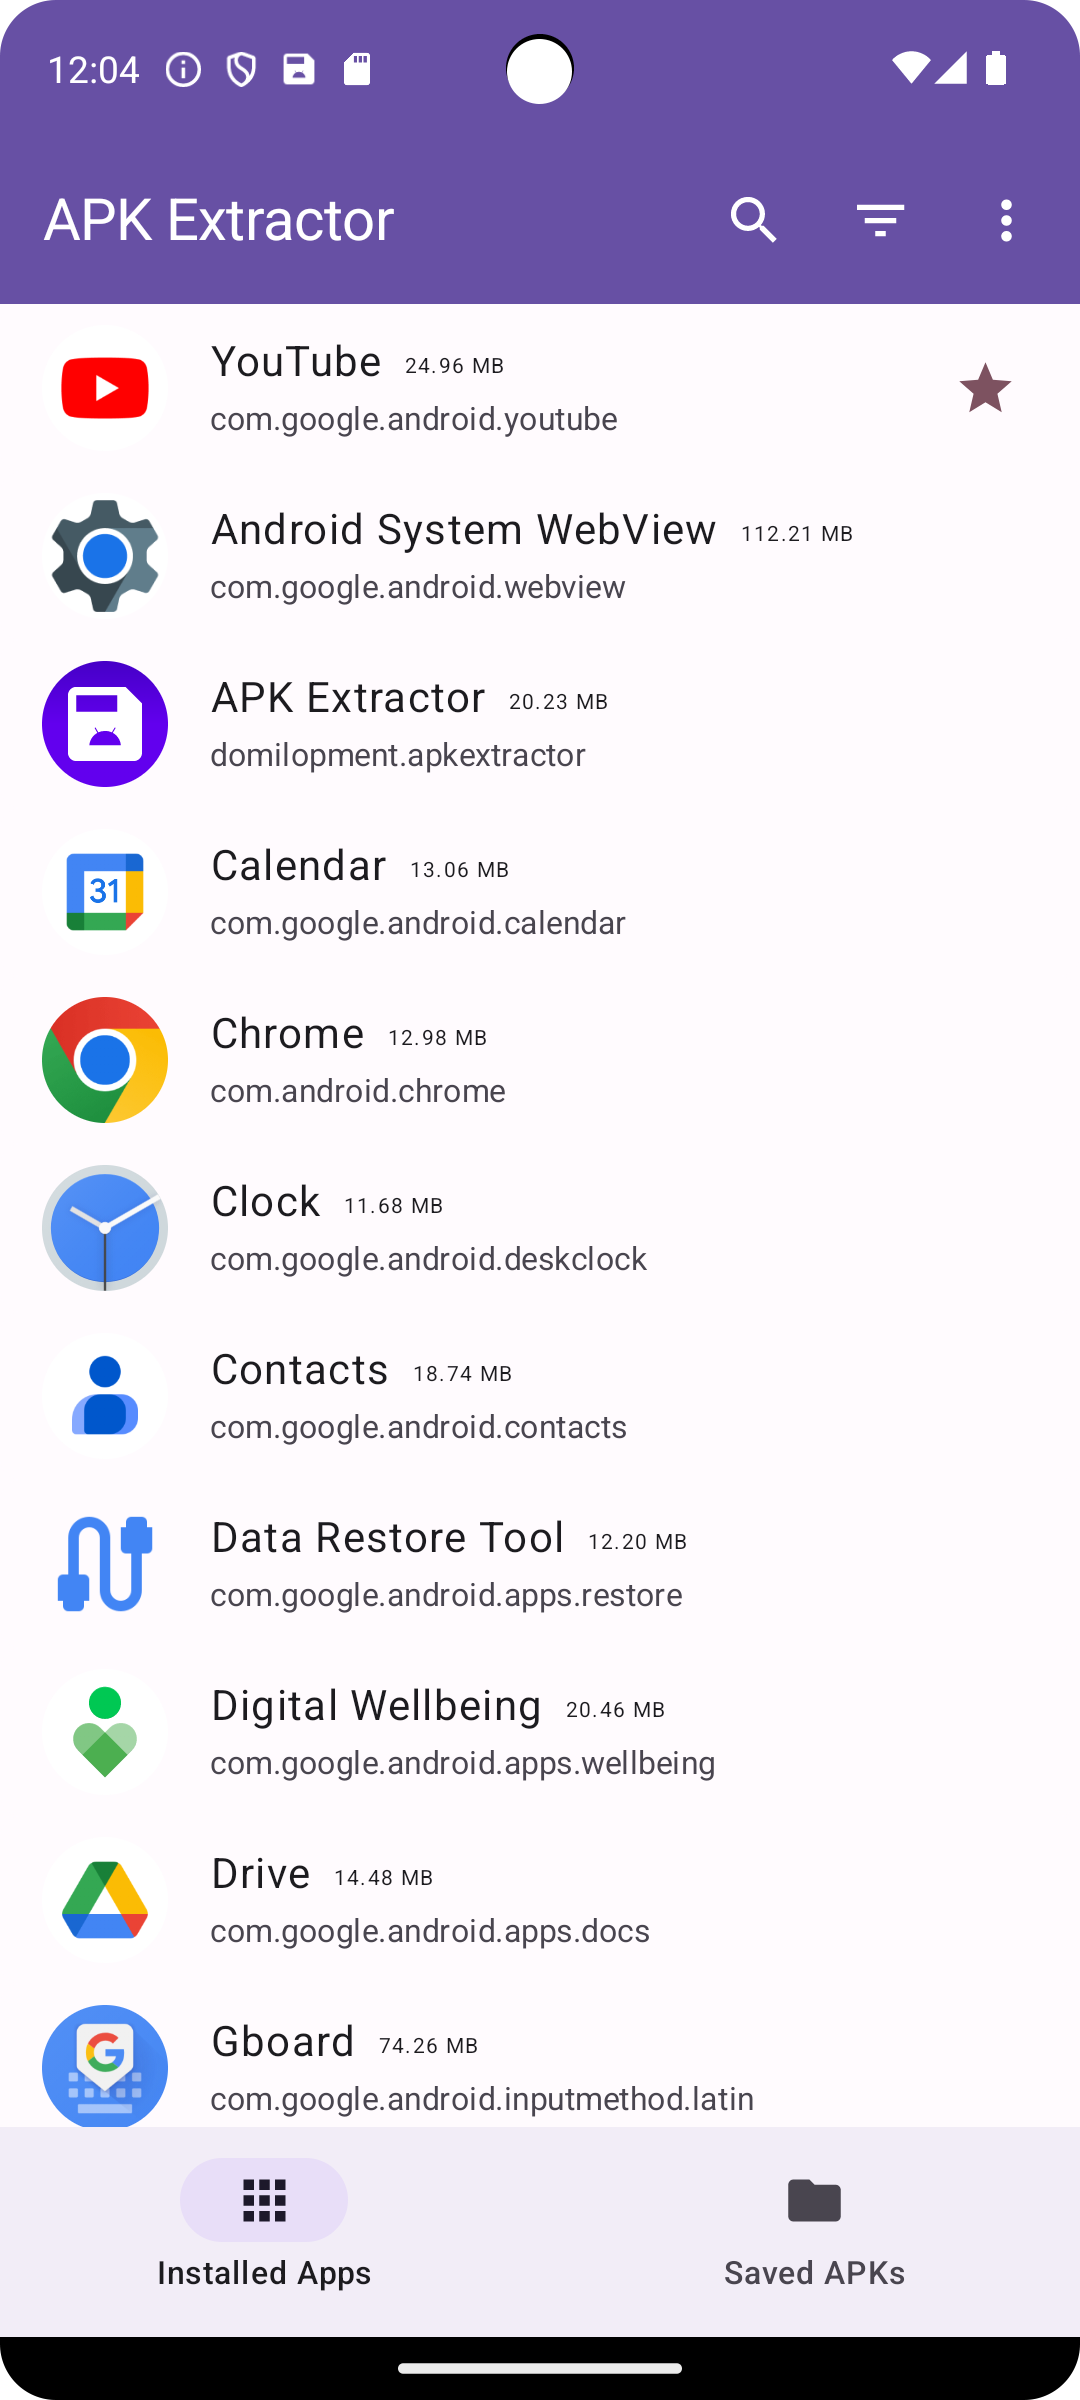 12:04
APK Extractor
YouTube 24.96 MB
com.google.android.youtube
Android System WebView 112.21 MB
com.google.android.webview
APK Extractor 20.23 MB
domilopment.apkextractor
31
Calendar 13.06 MB
com.google.android.calendar
Chrome 12.98 MB
com.android.chrome
Clock 11.68 MB
com.google.android.deskclock
Contacts 18.74 MB
com.google.android.contacts
Data Restore Tool 12.20 MB
com.google.android.apps.restore
Digital Wellbeing 20.46 MB
com.google.android.apps.wellbeing
Drive 14.48 MB
com.google.android.apps.docs
G
Gboard 74.26 MB
com.google.android.inputmethod.latin
Installed Apps
Saved APKs